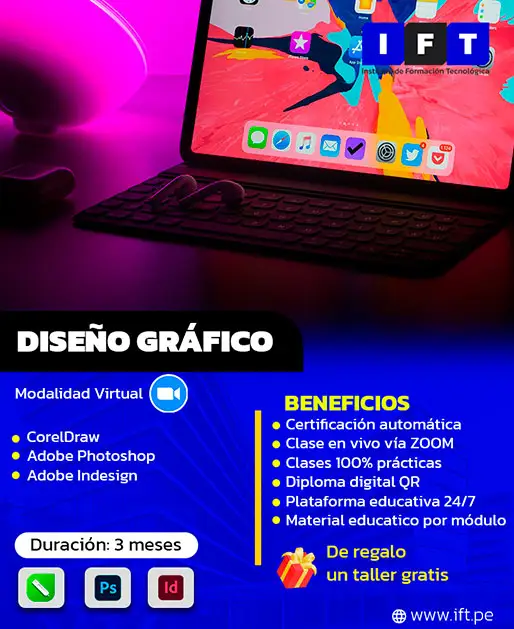 IFT
Instituto de Formación Tecnológica
DISEÑO GRÁFICO
Modalidad Virtual
CorelDraw
Adobe Photoshop
Adobe Indesign
Duración: 3 meses
Ps
Id
BENEFICIOS
Certificación automática
Clase en vivo vía ZOOM
Clases 100% prácticas
Diploma digital QR
Plataforma educativa 24/7
Material educatico por módulo
De regalo
un taller gratis
www.ift.pe